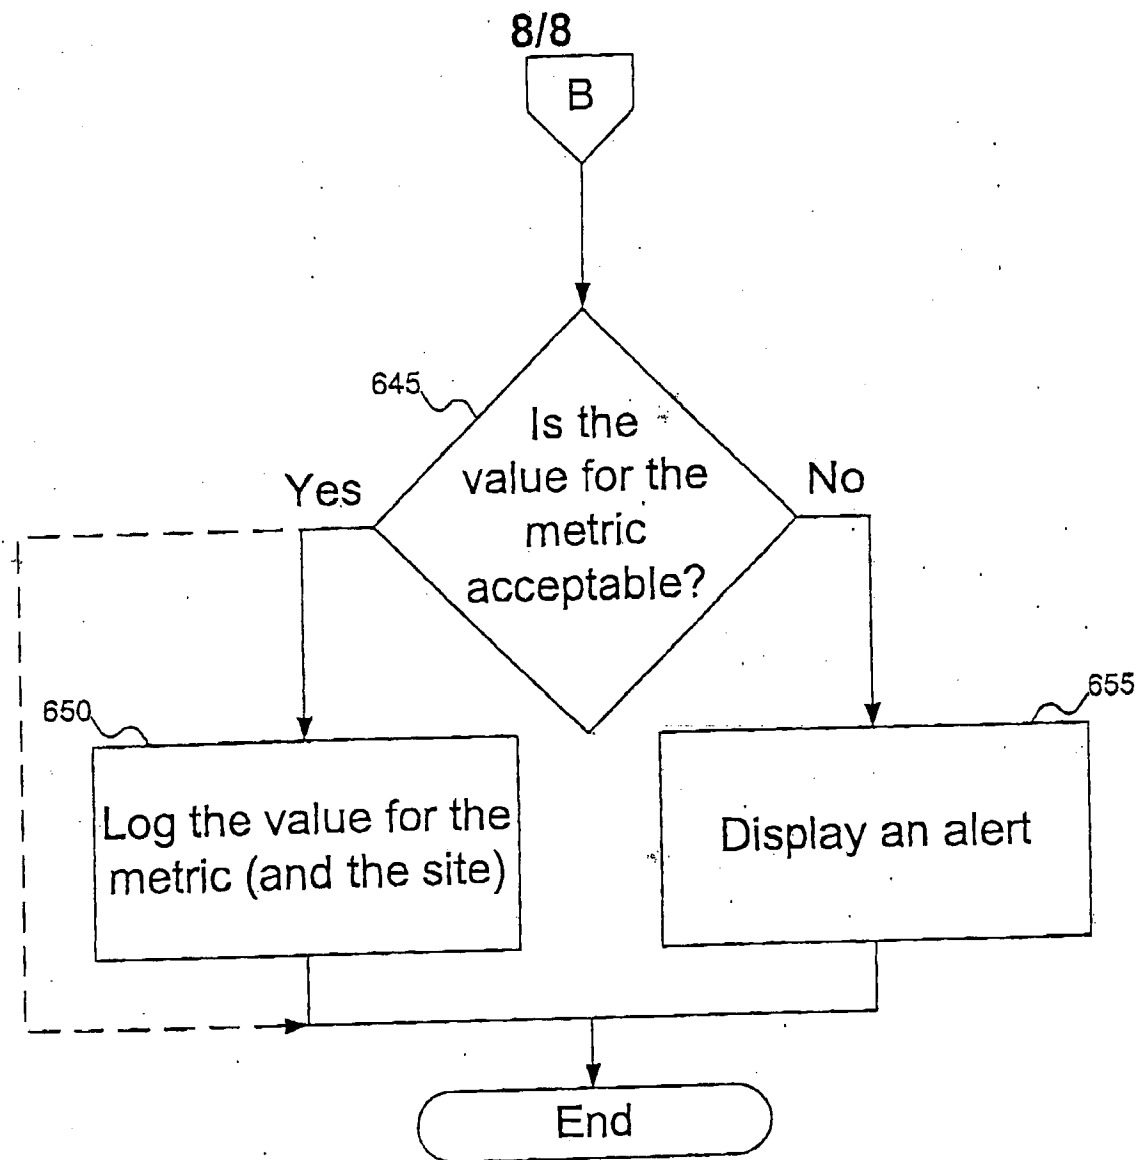 8/8
B
645
Is the
value for the
metric
acceptable?
Yes
No
650
655
Log the value for the
metric (and the site)
Display an alert
End